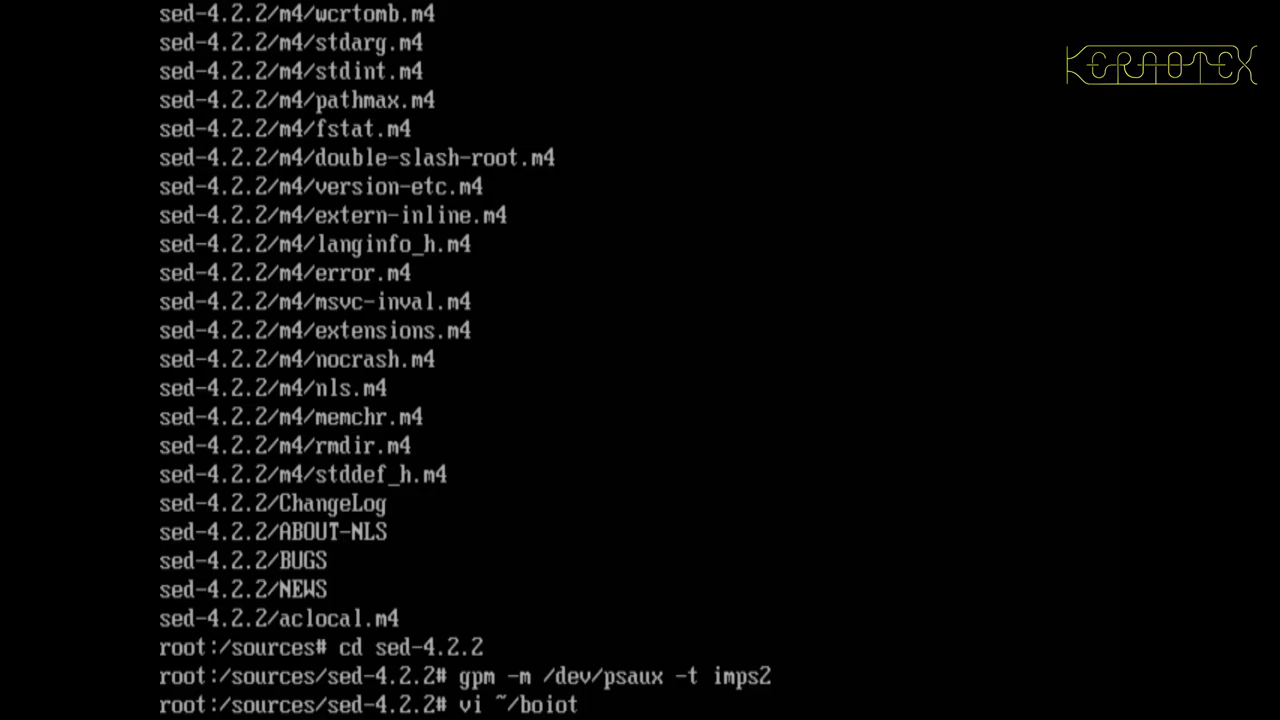 sed-4.2.2/m4/wcrtomb.m4
KERNOTEX
sed-4.2.2/m4/stdarg.m4
sed-4.2.2/m4/stdint.m4
sed-4.2.2/m4/pathmax.m4
sed-4.2.2/m4/fstat.m4
sed-4.2.2/m4/double-slash-root.m4
sed-4.2.2/m4/version-etc.m4
sed-4.2.2/m4/extern-inline.m4
sed-4.2.2/m4/langinfo_h.m4
sed-4.2.2/m4/error.m4
sed-4.2.2/m4/msvc-inval.m4
sed-4.2.2/m4/extensions.m4
sed-4.2.2/m4/nocrash.m4
sed-4.2.2/m4/nls.m4
sed-4.2.2/m4/memchr.m4
sed-4.2.2/m4/rmdir.m4
sed-4.2.2/m4/stddef_h.m4
sed-4.2.2/ChangeLog
sed-4.2.2/ABOUT-NLS
sed-4.2.2/BUGS
sed-4.2.2/NEWS
sed-4.2.2/aclocal.m4
root:/sources# cd sed-4.2.2
root:/sources/sed-4.2.2# gpm -m /dev/psaux -t imps2
root:/sources/sed-4.2.2# vi ~/boiot